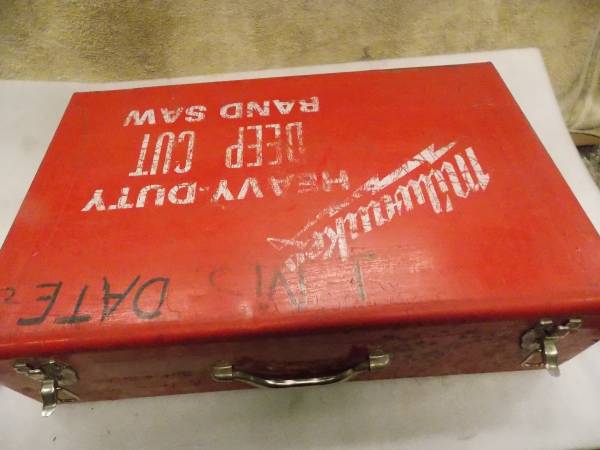 DATE
Milwaukee
HEAVY-DUTY
DEEP CUT
BAND SAW